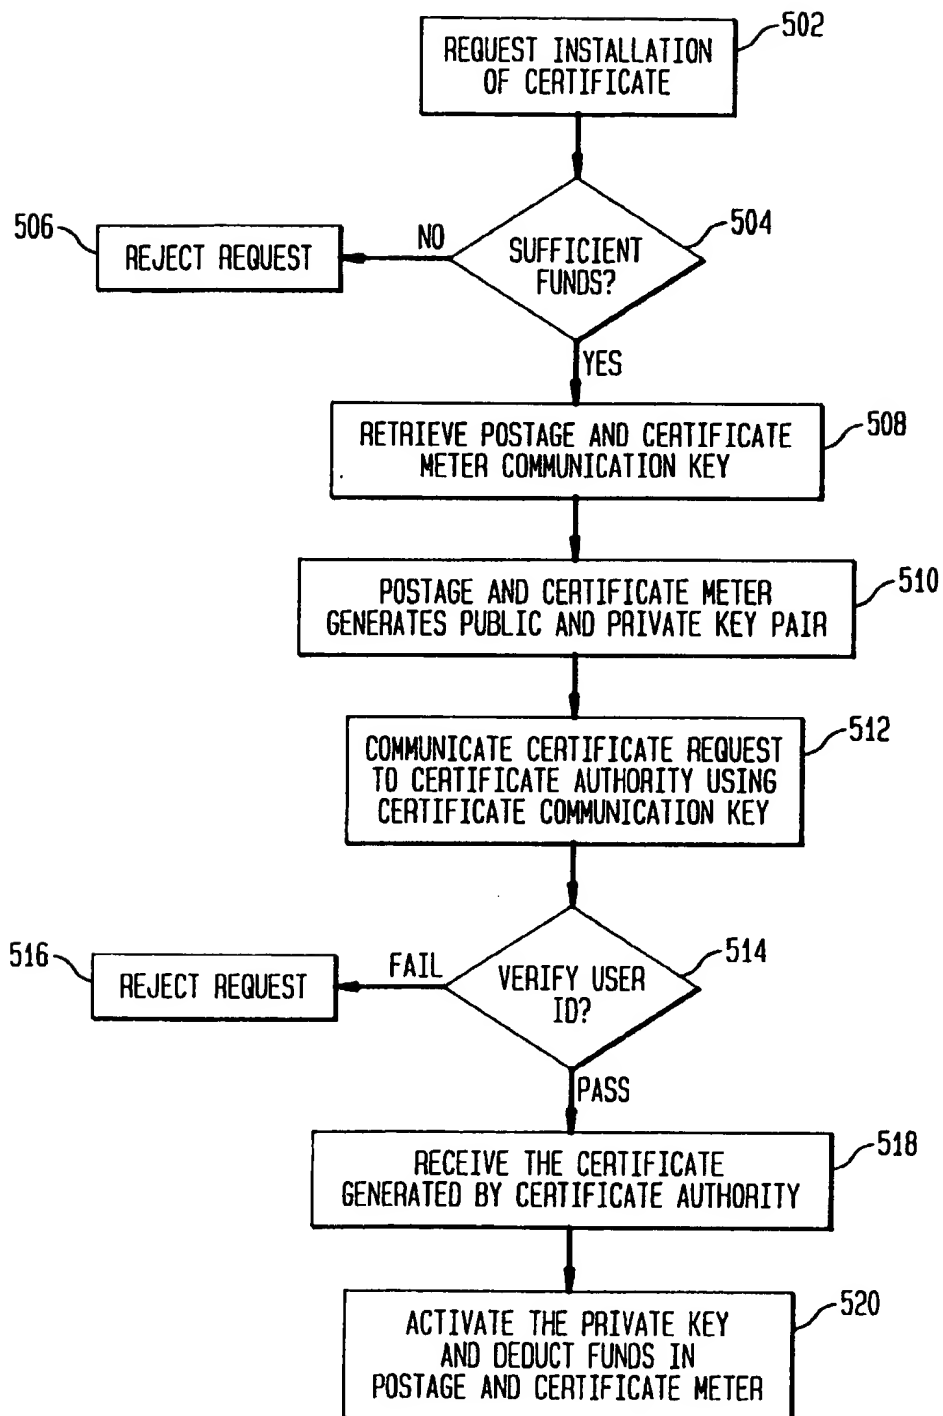 REQUEST INSTALLATION
OF CERTIFICATE
502
SUFFICIENT
FUNDS?
504
NO
506
REJECT REQUEST
YES
RETRIEVE POSTAGE AND CERTIFICATE
METER COMMUNICATION KEY
508
POSTAGE AND CERTIFICATE METER
GENERATES PUBLIC AND PRIVATE KEY PAIR
510
COMMUNICATE CERTIFICATE REQUEST
TO CERTIFICATE AUTHORITY USING
CERTIFICATE COMMUNICATION KEY
512
VERIFY USER
ID?
514
FAIL
516
REJECT REQUEST
PASS
RECEIVE THE CERTIFICATE
GENERATED BY CERTIFICATE AUTHORITY
518
ACTIVATE THE PRIVATE KEY
AND DEDUCT FUNDS IN
POSTAGE AND CERTIFICATE METER
520